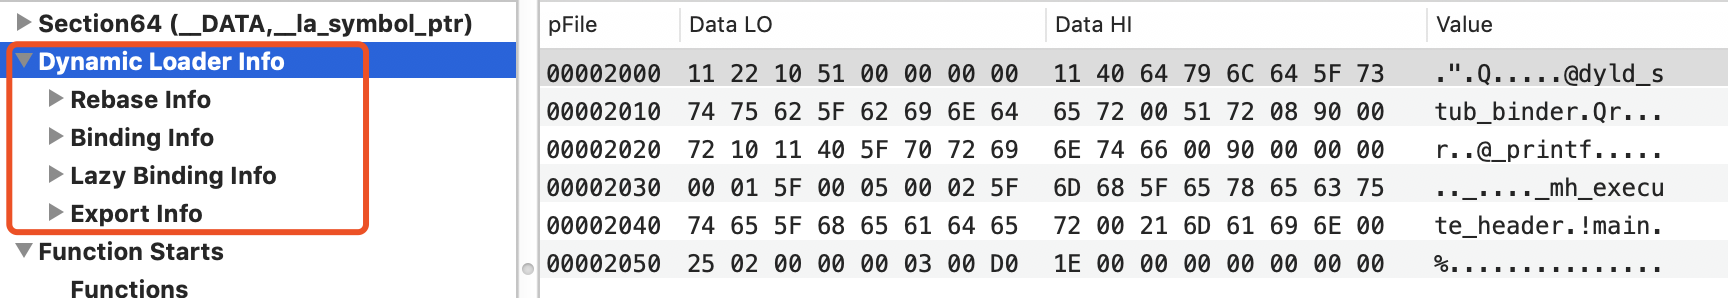 Section64 (__DATA,__la_symbol_ptr)
Dynamic Loader Info
Rebase Info
Binding Info
Lazy Binding Info
Export Info
Function Starts
Functions
pFile Data LO Data HI Value
00002000 11 22 10 51 00 00 00 00 11 40 64 79 6C 64 5F 73 .".Q.....@dyld_s
00002010 74 75 62 5F 62 69 6E 64 65 72 00 51 72 08 90 00 tub_binder.Qr...
00002020 72 10 11 40 5F 70 72 69 6E 74 66 00 90 00 00 00 r..@_printf.....
00002030 00 01 5F 00 05 00 02 5F 6D 68 5F 65 78 65 63 75 .._...._mh_execu
00002040 74 65 5F 68 65 61 64 65 72 00 21 6D 61 69 6E 00 te_header.!main.
00002050 25 02 00 00 00 03 00 D0 1E 00 00 00 00 00 00 00 %...............